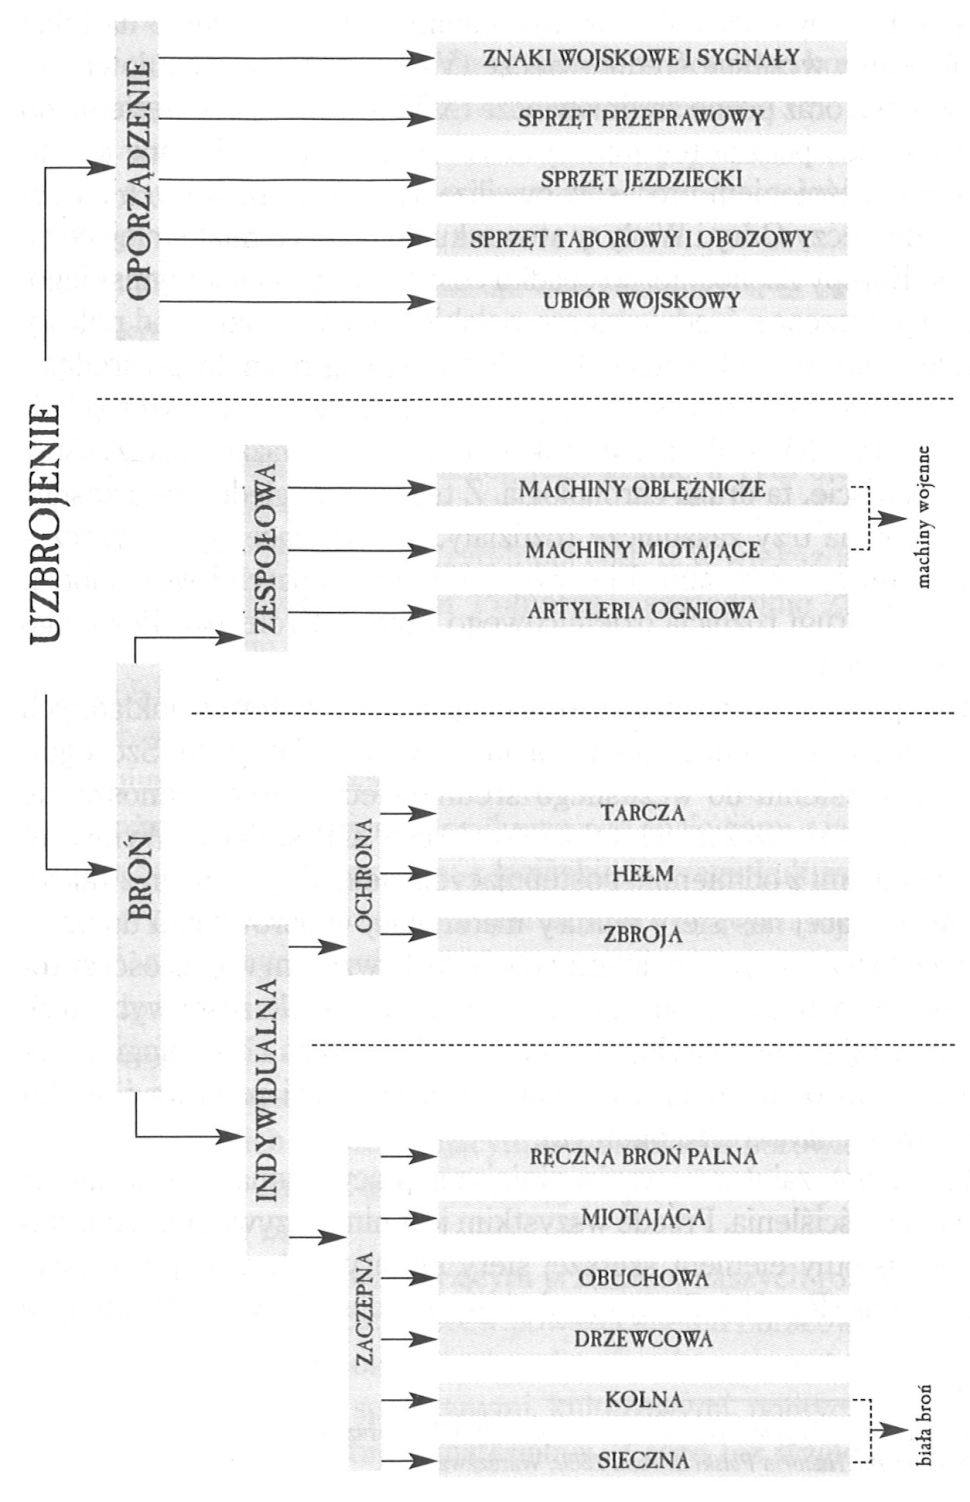 UZBROJENIE
OPORZĄDZENIE
ZNAKI WOJSKOWE I SYGNAŁY
SPRZĘT PRZEPRAWOWY
SPRZĘT JEZDZIECKI
SPRZĘT TABOROWY I OBOZOWY
UBIÓR WOJSKOWY
BROŃ
ZESPOŁOWA
MACHINY OBLĘŻNICZE
MACHINY MIOTAJĄCE
machiny wojenne
ARTYLERIA OGNIOWA
INDYWIDUALNA
OCHRONA
TARCZA
HEŁM
ZBROJA
ZACZEPNA
RĘCZNA BROŃ PALNA
MIOTAJĄCA
OBUCHOWA
DRZEWCOWA
KOLNA
SIECZNA
biała broń